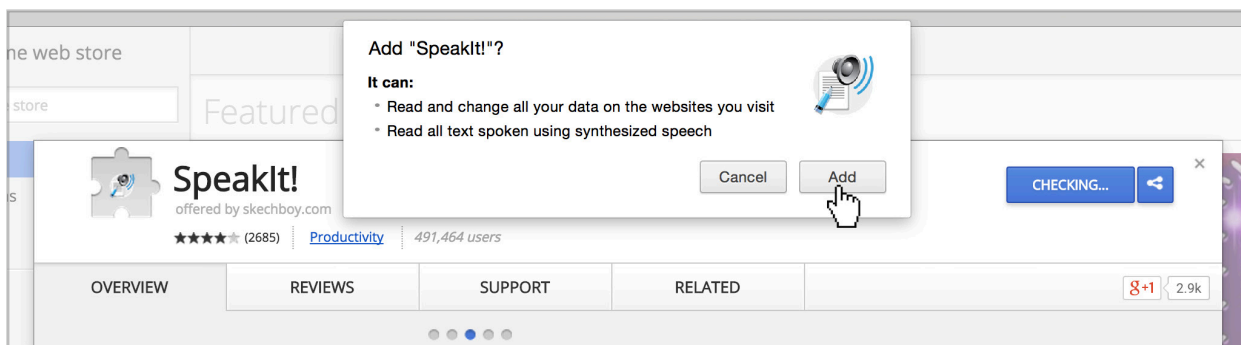 Add "SpeakIt!"?
It can:
Read and change all your data on the websites you visit
Read all text spoken using synthesized speech
Cancel
Add
web store
store
Featured
SpeakIt!
offered by skechboy.com
(2685)
Productivity
491,464 users
CHECKING...
OVERVIEW
REVIEWS
SUPPORT
RELATED
g+1
2.9k